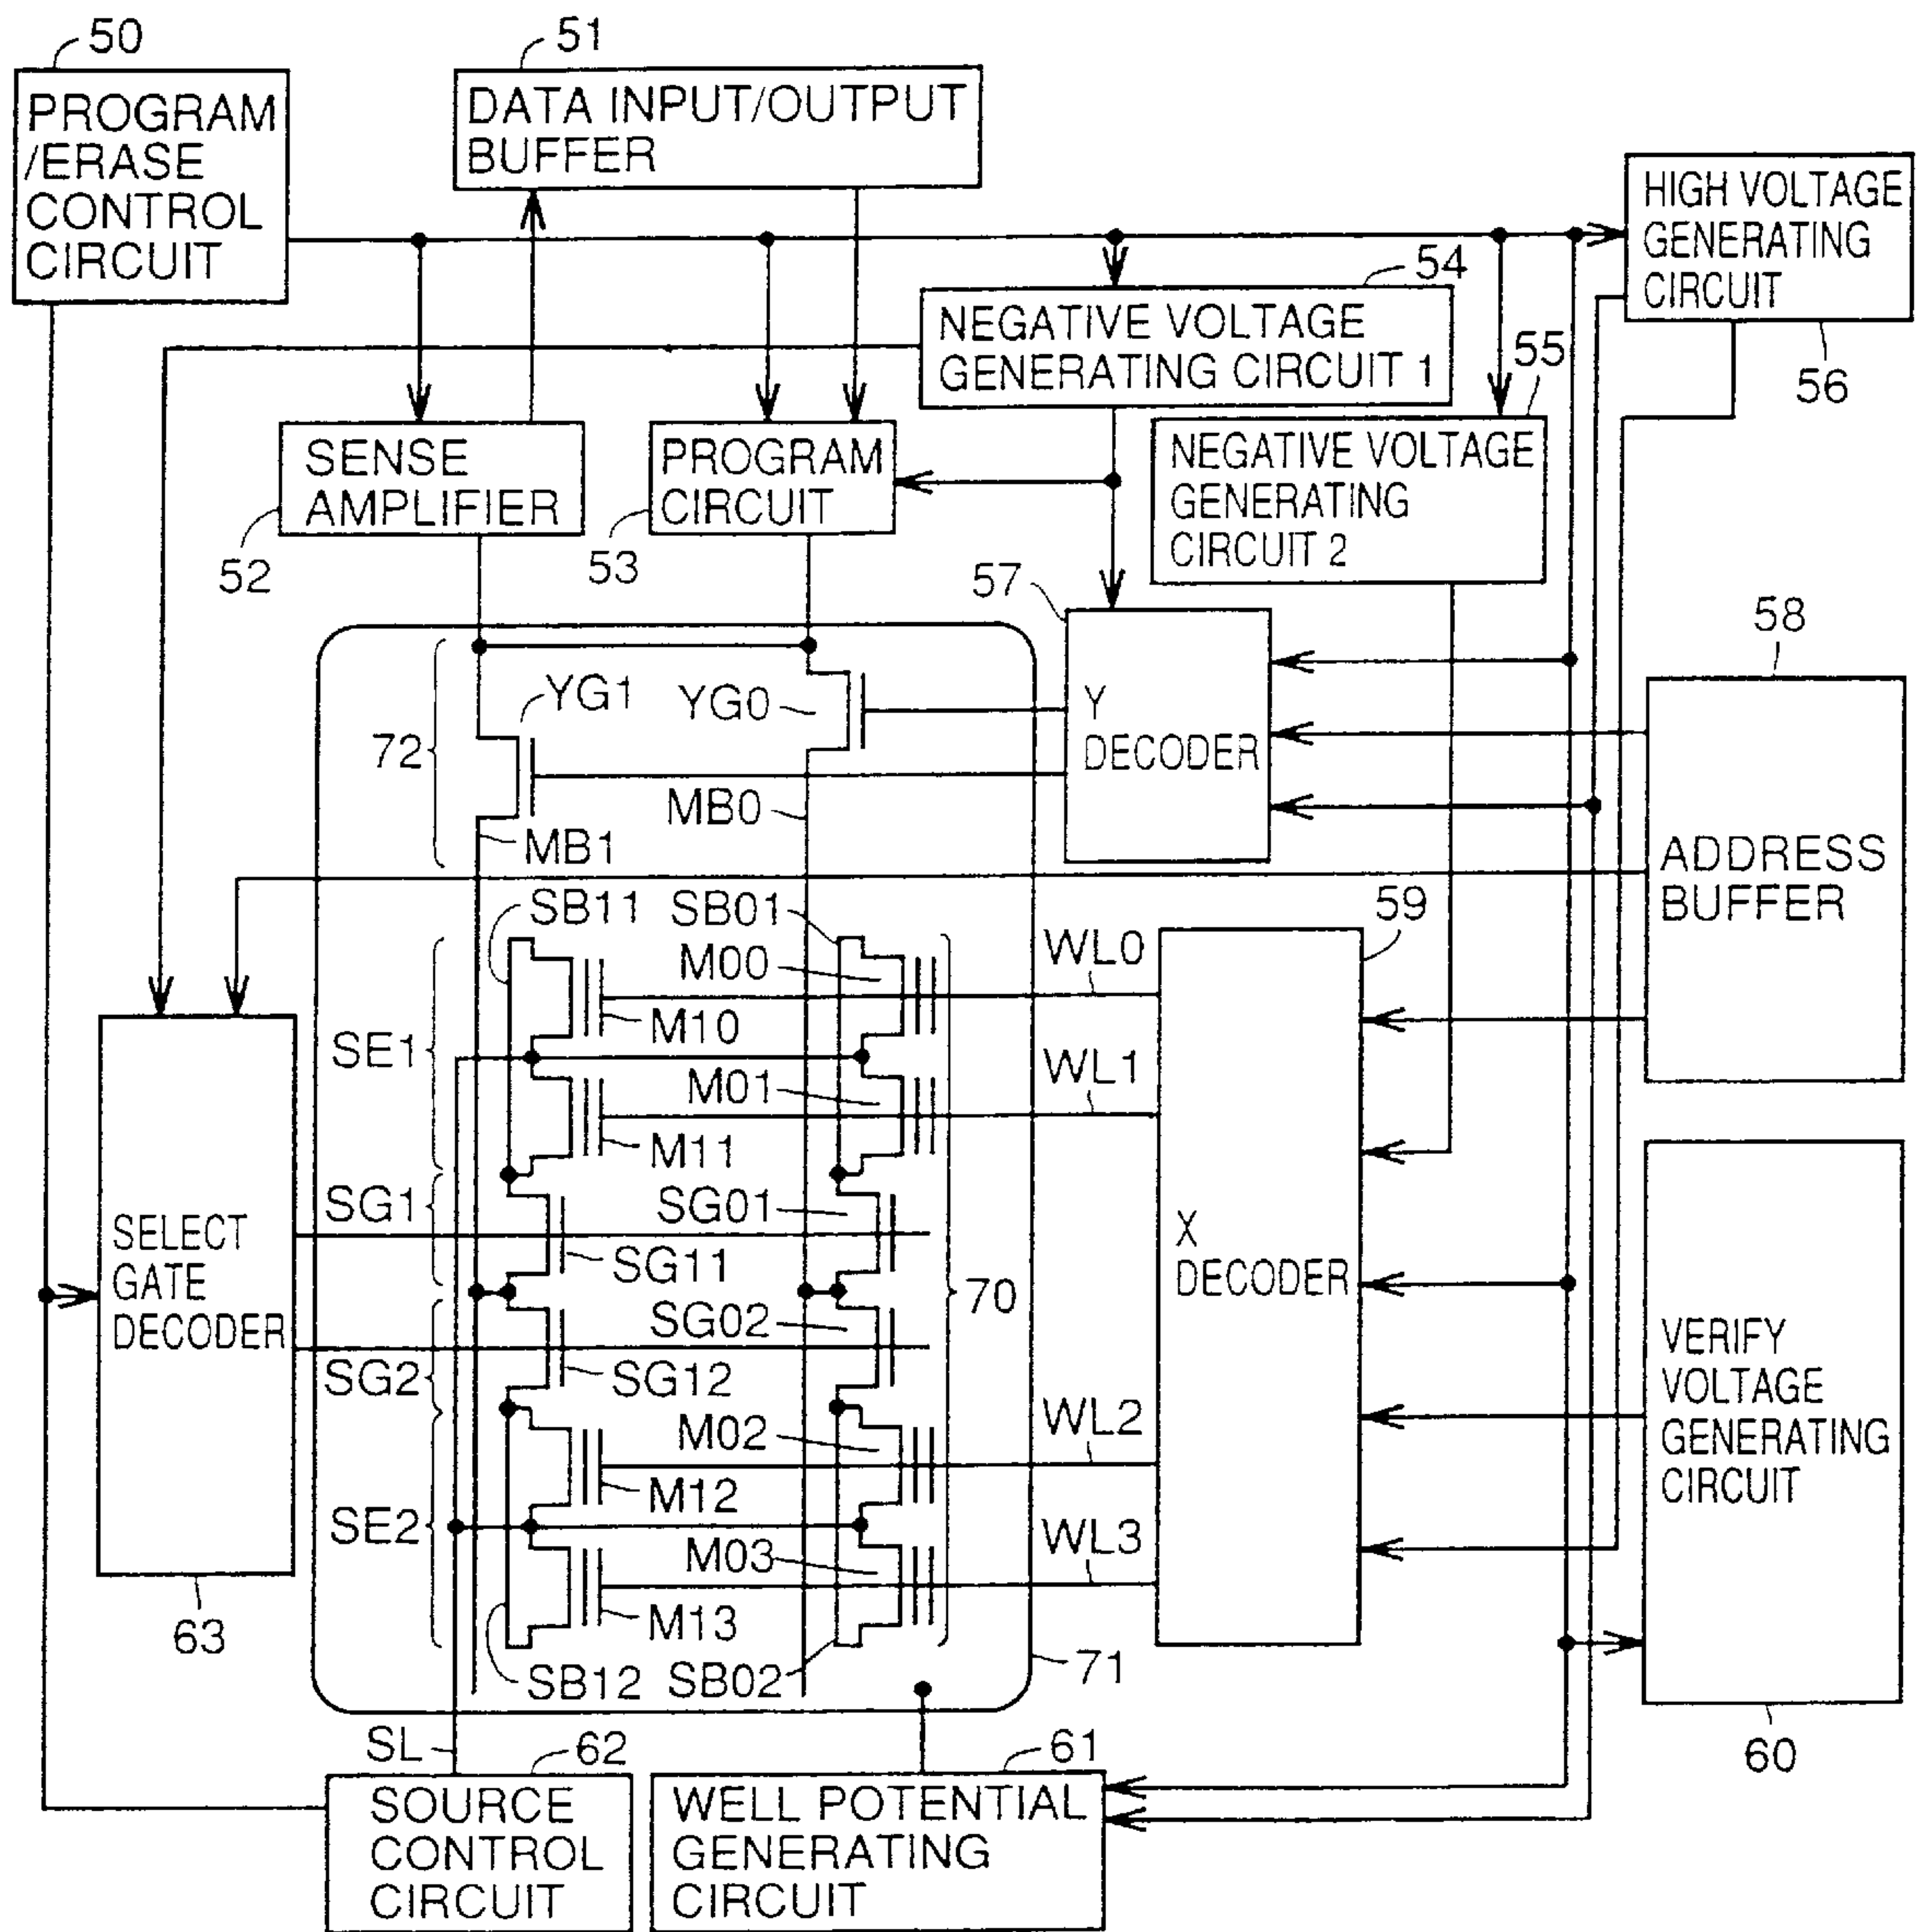 50
PROGRAM
/ERASE
CONTROL
CIRCUIT
51
DATA INPUT/OUTPUT
BUFFER
HIGH VOLTAGE
GENERATING
CIRCUIT
56
54
NEGATIVE VOLTAGE
GENERATING CIRCUIT 1
55
NEGATIVE VOLTAGE
GENERATING
CIRCUIT 2
SENSE
AMPLIFIER
52
PROGRAM
CIRCUIT
53
57
Y
DECODER
58
ADDRESS
BUFFER
72
YG1
YG0
MB0
MB1
SB11
SB01
59
M00
WL0
M10
SE1
M01
WL1
M11
SG1
SG01
SG11
70
SG02
SG2
SG12
M02
WL2
M12
SE2
M03
WL3
M13
SB12
SB02
71
X
DECODER
SELECT
GATE
DECODER
63
VERIFY
VOLTAGE
GENERATING
CIRCUIT
60
SL
62
SOURCE
CONTROL
CIRCUIT
61
WELL POTENTIAL
GENERATING
CIRCUIT